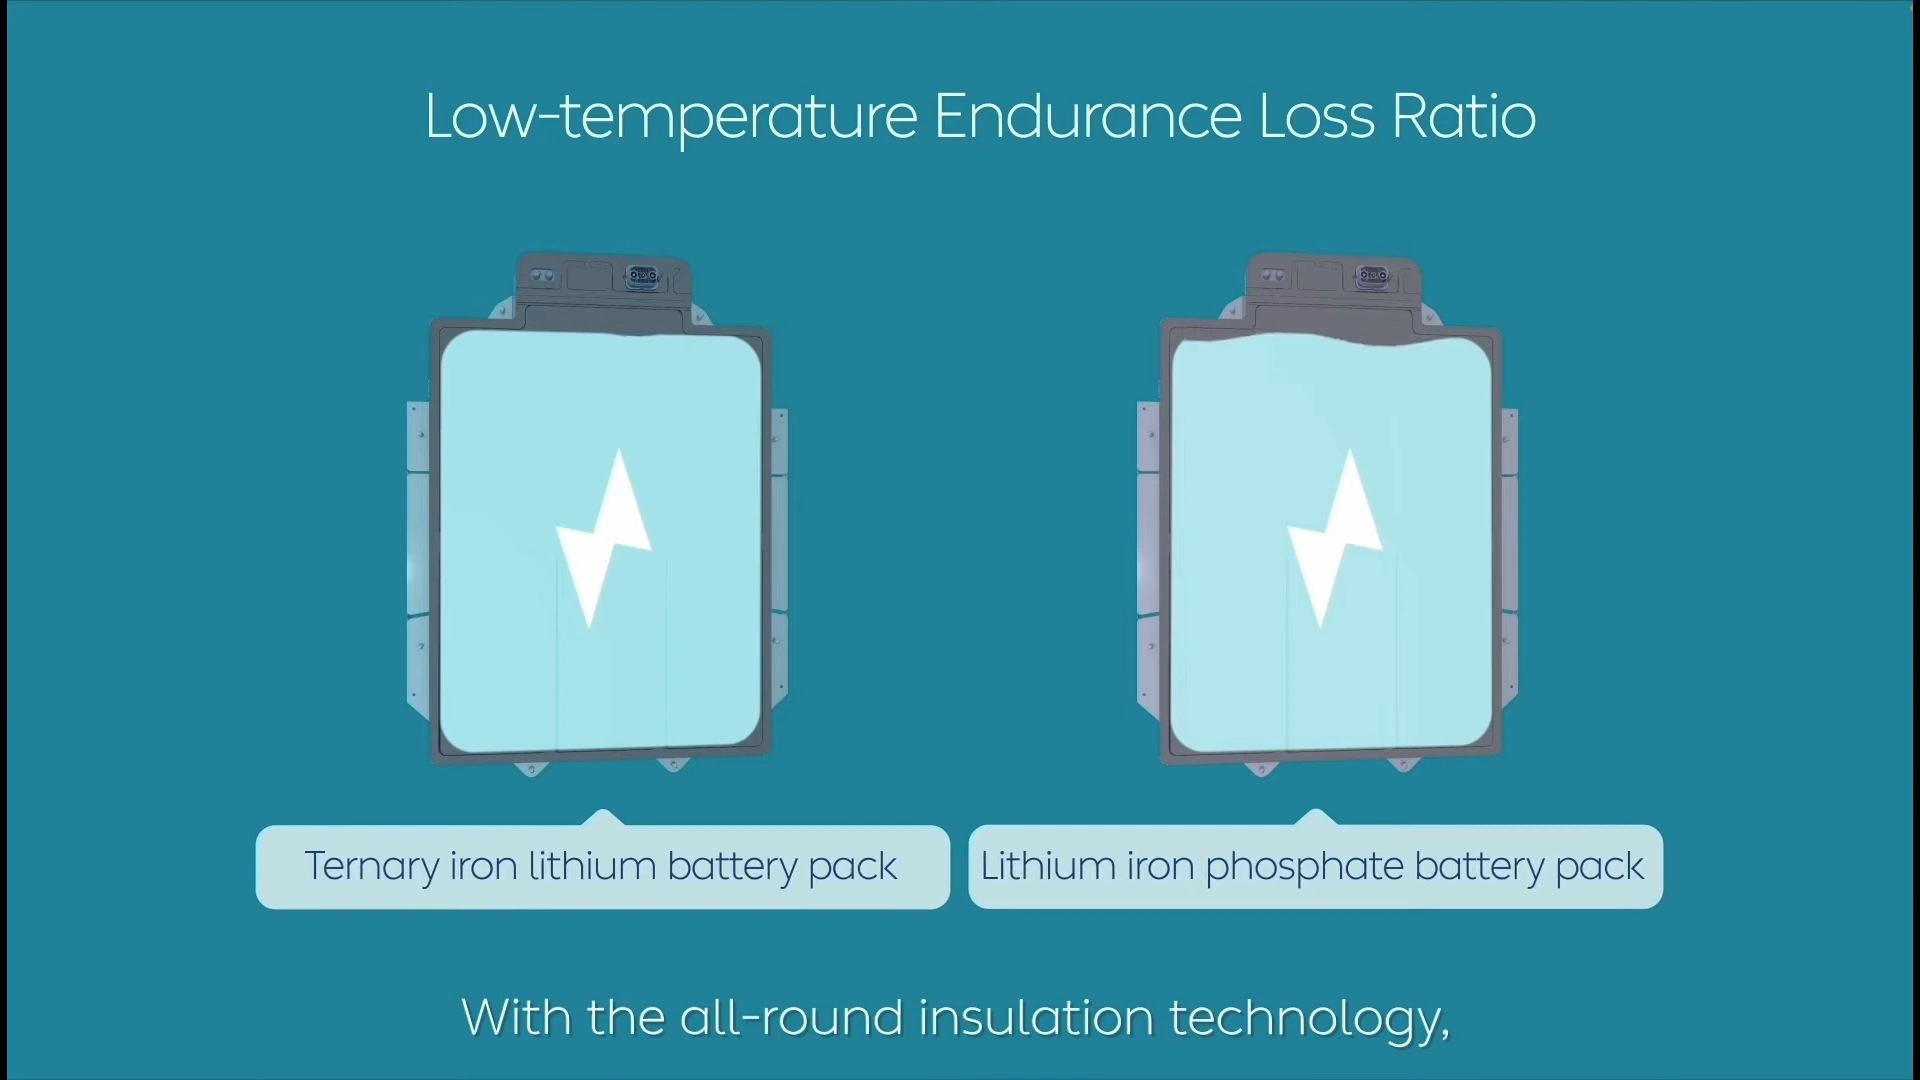 Low-temperature Endurance Loss Ratio
Ternary iron lithium battery pack
Lithium iron phosphate battery pack
With the all-round insulation technology,